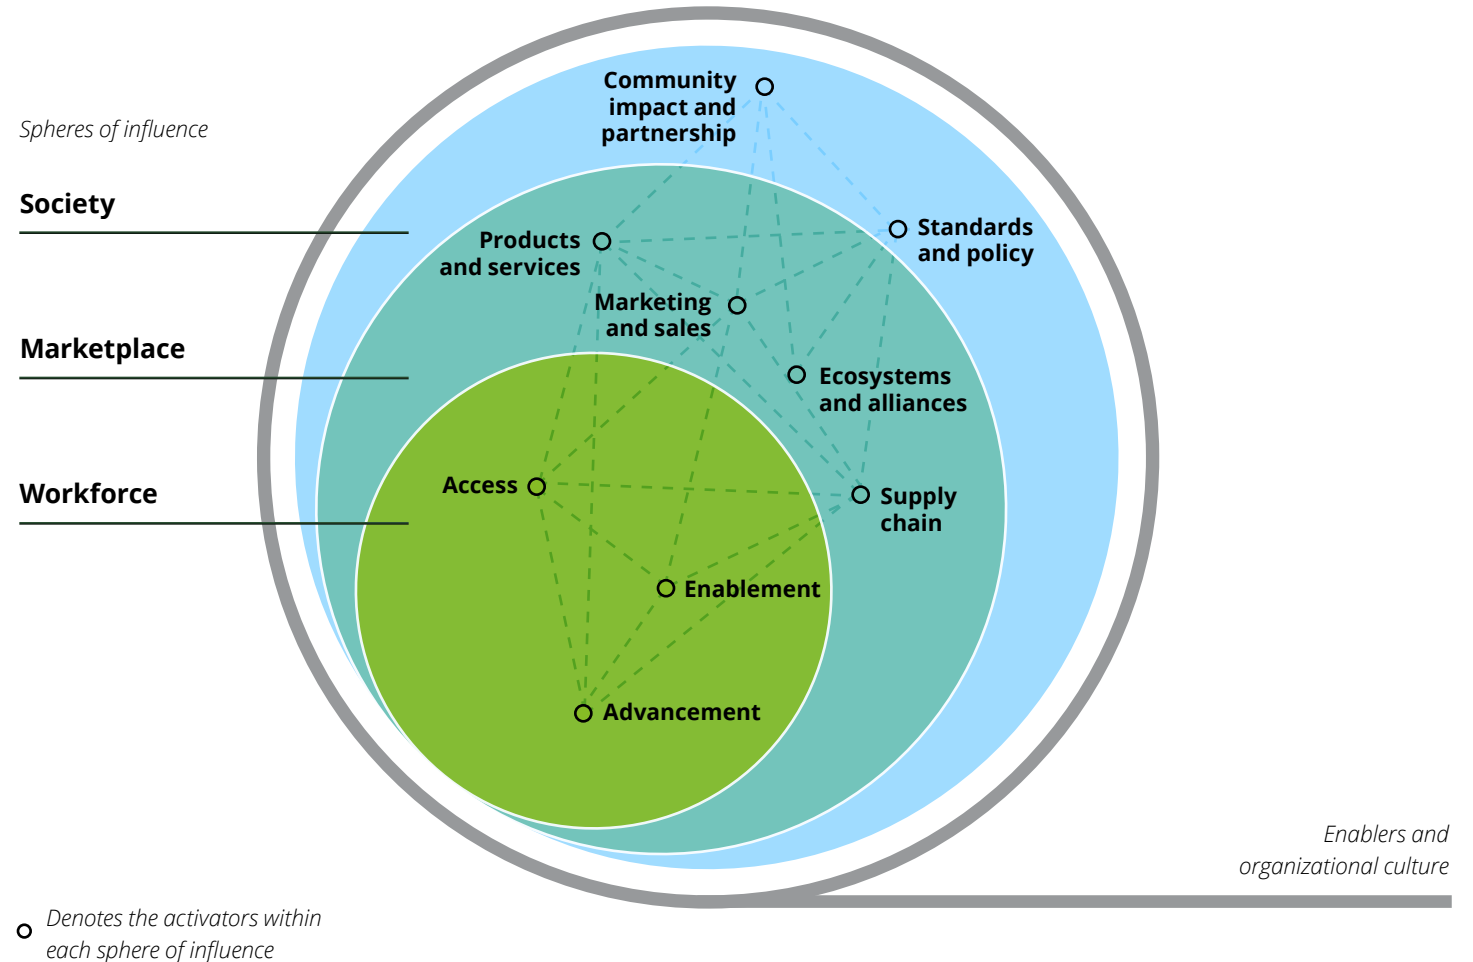 Spheres of influence
Society
Marketplace
Workforce
Community
impact and
partnership
Standards
and policy
Products
and services
Marketing
and sales
Ecosystems
and alliances
Access
Supply
chain
Enablement
Advancement
Enablers and
organizational culture
Denotes the activators within
each sphere of influence